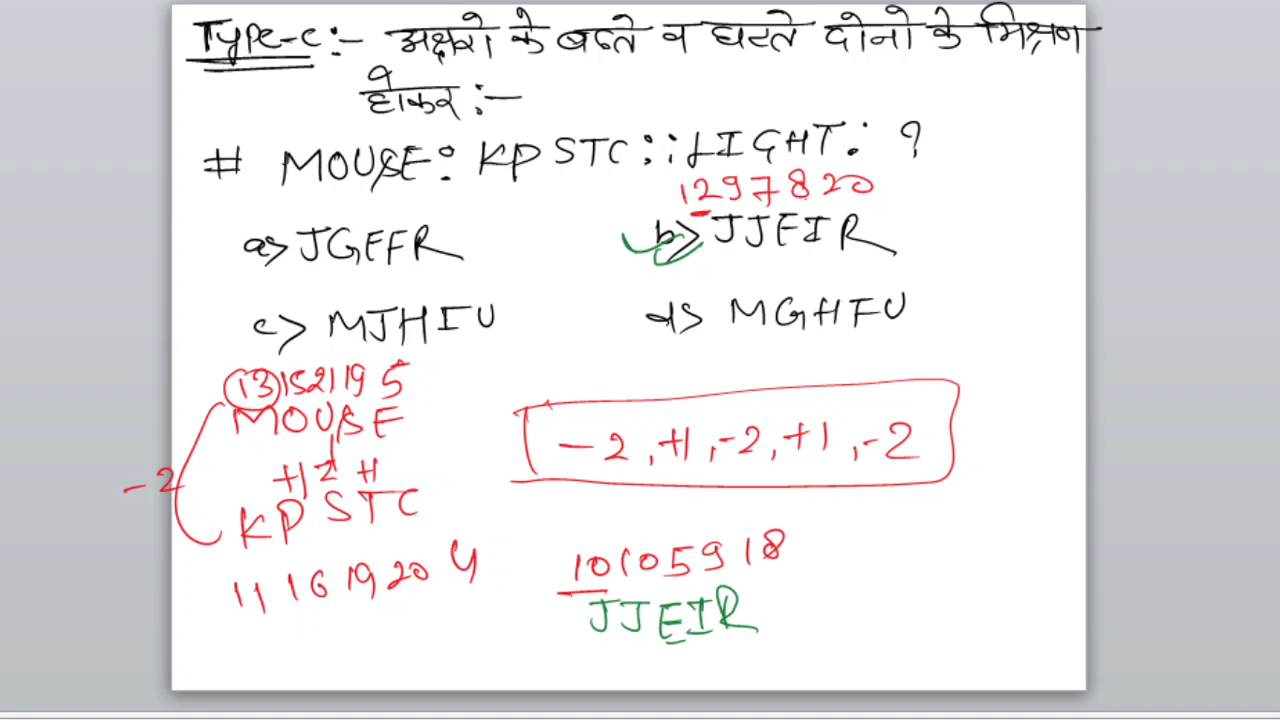 Type-c:- अक्षरो के बढते व घटते दोनो के मिश्रण
होकर :-
# MOUSE : KPSTC :: LIGHT : ?
12 9 7 8 20
a> JGEFR b> JJEIR
c> MJHIU d> MGHFU
13 15 21 19 5
MOUSE
-2, +1, -2, +1, -2
-2 +1 2 +1
KPSTC
11 16 19 20 4
10 10 5 9 18
JJEIR